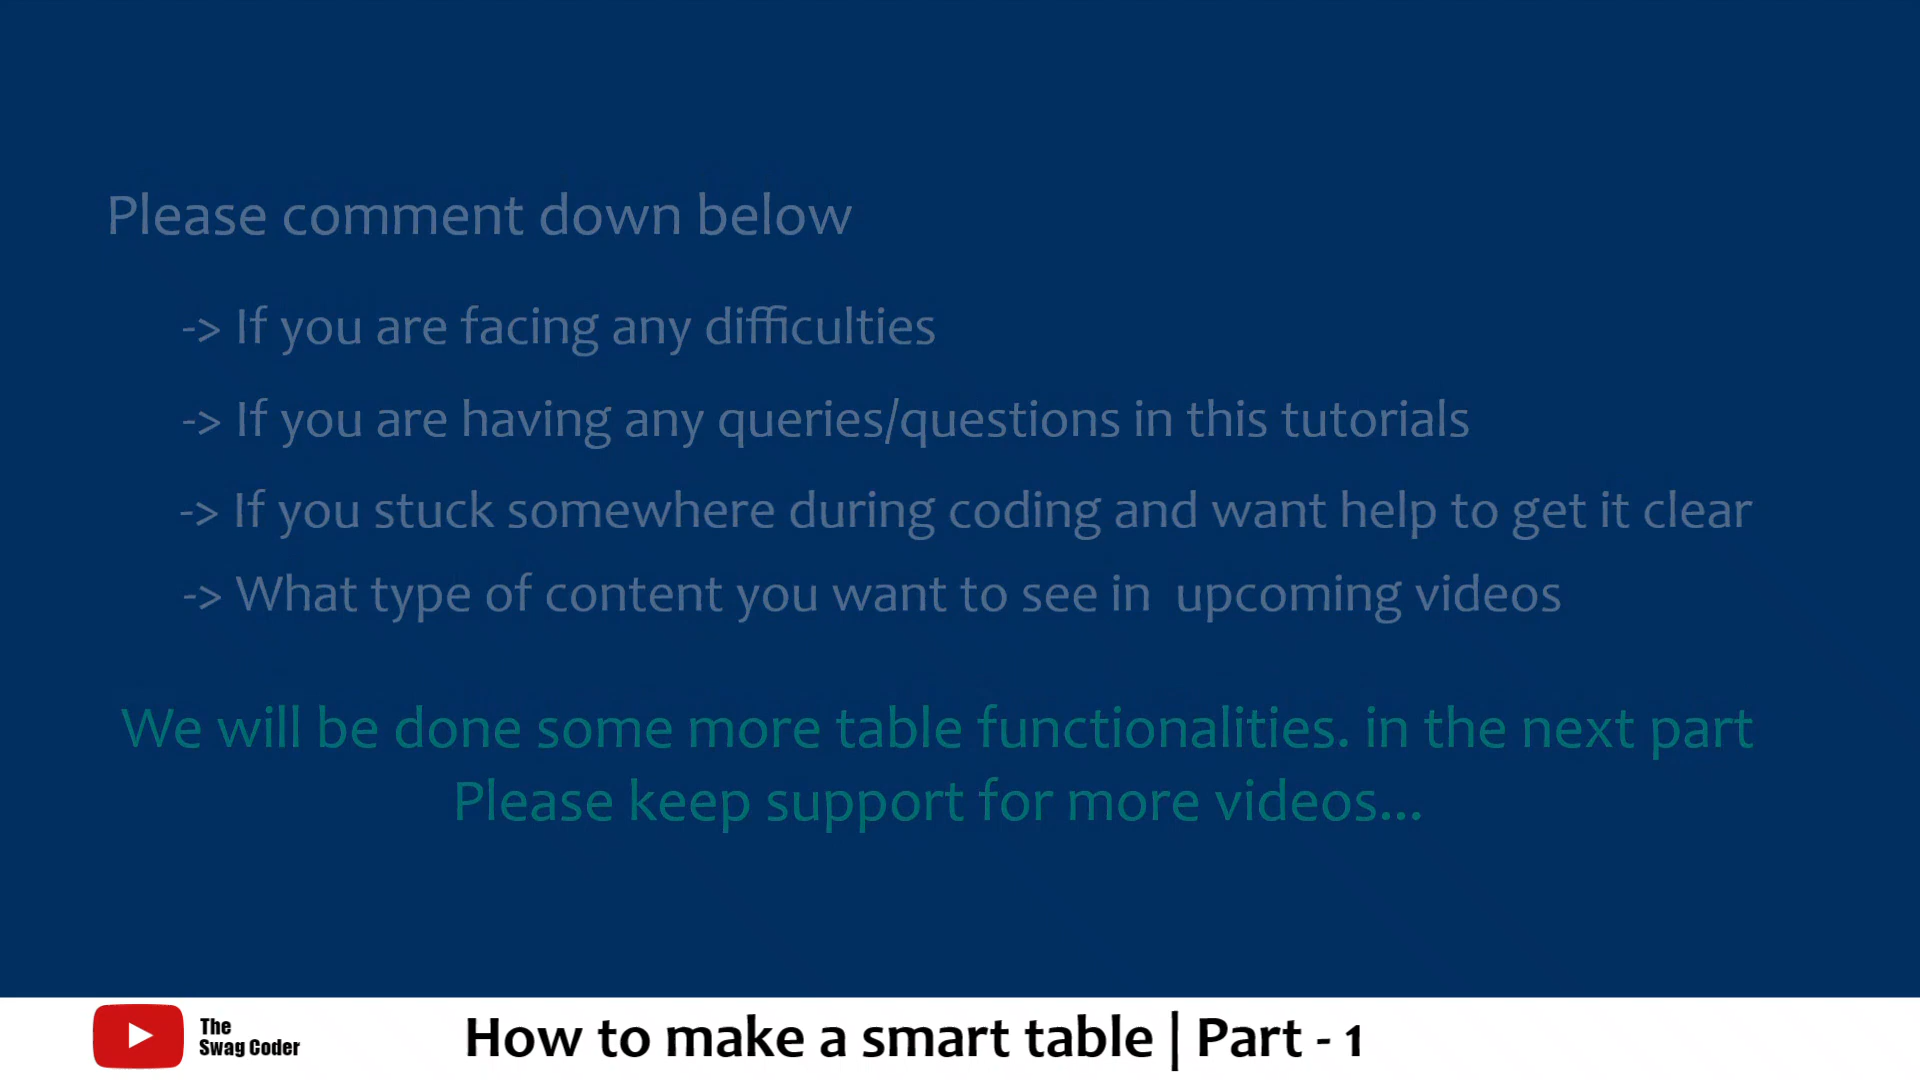 Please comment down below
-> If you are facing any difficulties
-> If you are having any queries/questions in this tutorials
-> If you stuck somewhere during coding and want help to get it clear
-> What type of content you want to see in  upcoming videos
We will be done some more table functionalities. in the next part
Please keep support for more videos...
The
Swag Coder
How to make a smart table | Part - 1